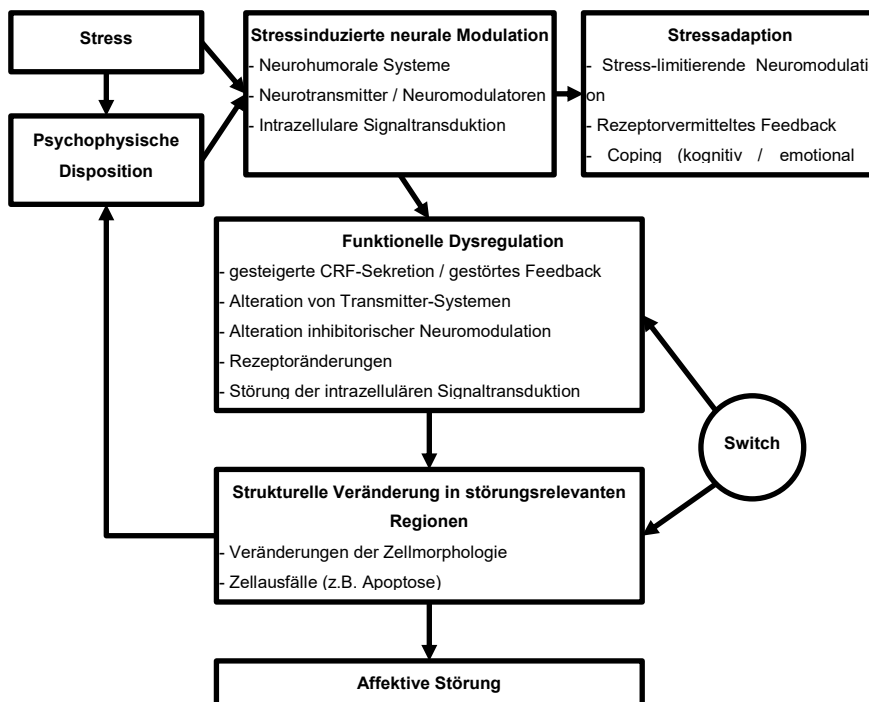 Stress
Psychophysische
Disposition
Stressinduzierte neurale Modulation
- Neurohumorale Systeme
- Neurotransmitter / Neuromodulatoren
- Intrazellulare Signaltransduktion
Stressadaption
- Stress-limitierende Neuromodulati
on
- Rezeptorvermitteltes Feedback
- Coping (kognitiv / emotional
Funktionelle Dysregulation
- gesteigerte CRF-Sekretion / gestörtes Feedback
- Alteration von Transmitter-Systemen
- Alteration inhibitorischer Neuromodulation
- Rezeptoränderungen
- Störung der intrazellulären Signaltransduktion
Switch
Strukturelle Veränderung in störungsrelevanten
Regionen
- Veränderungen der Zellmorphologie
- Zellausfälle (z.B. Apoptose)
Affektive Störung